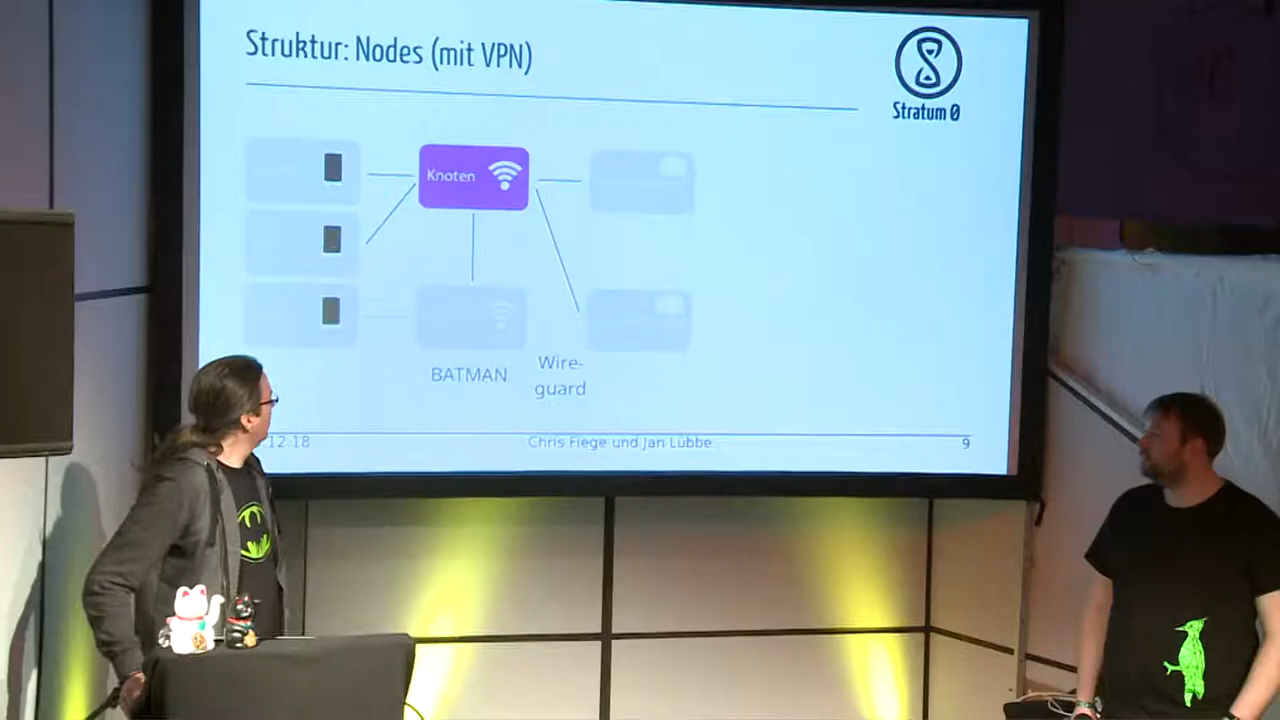 Struktur: Nodes (mit VPN)
Stratum 0
Knoten
BATMAN
Wire-
guard
12.18
Chris Fiege und Jan Lübbe
9